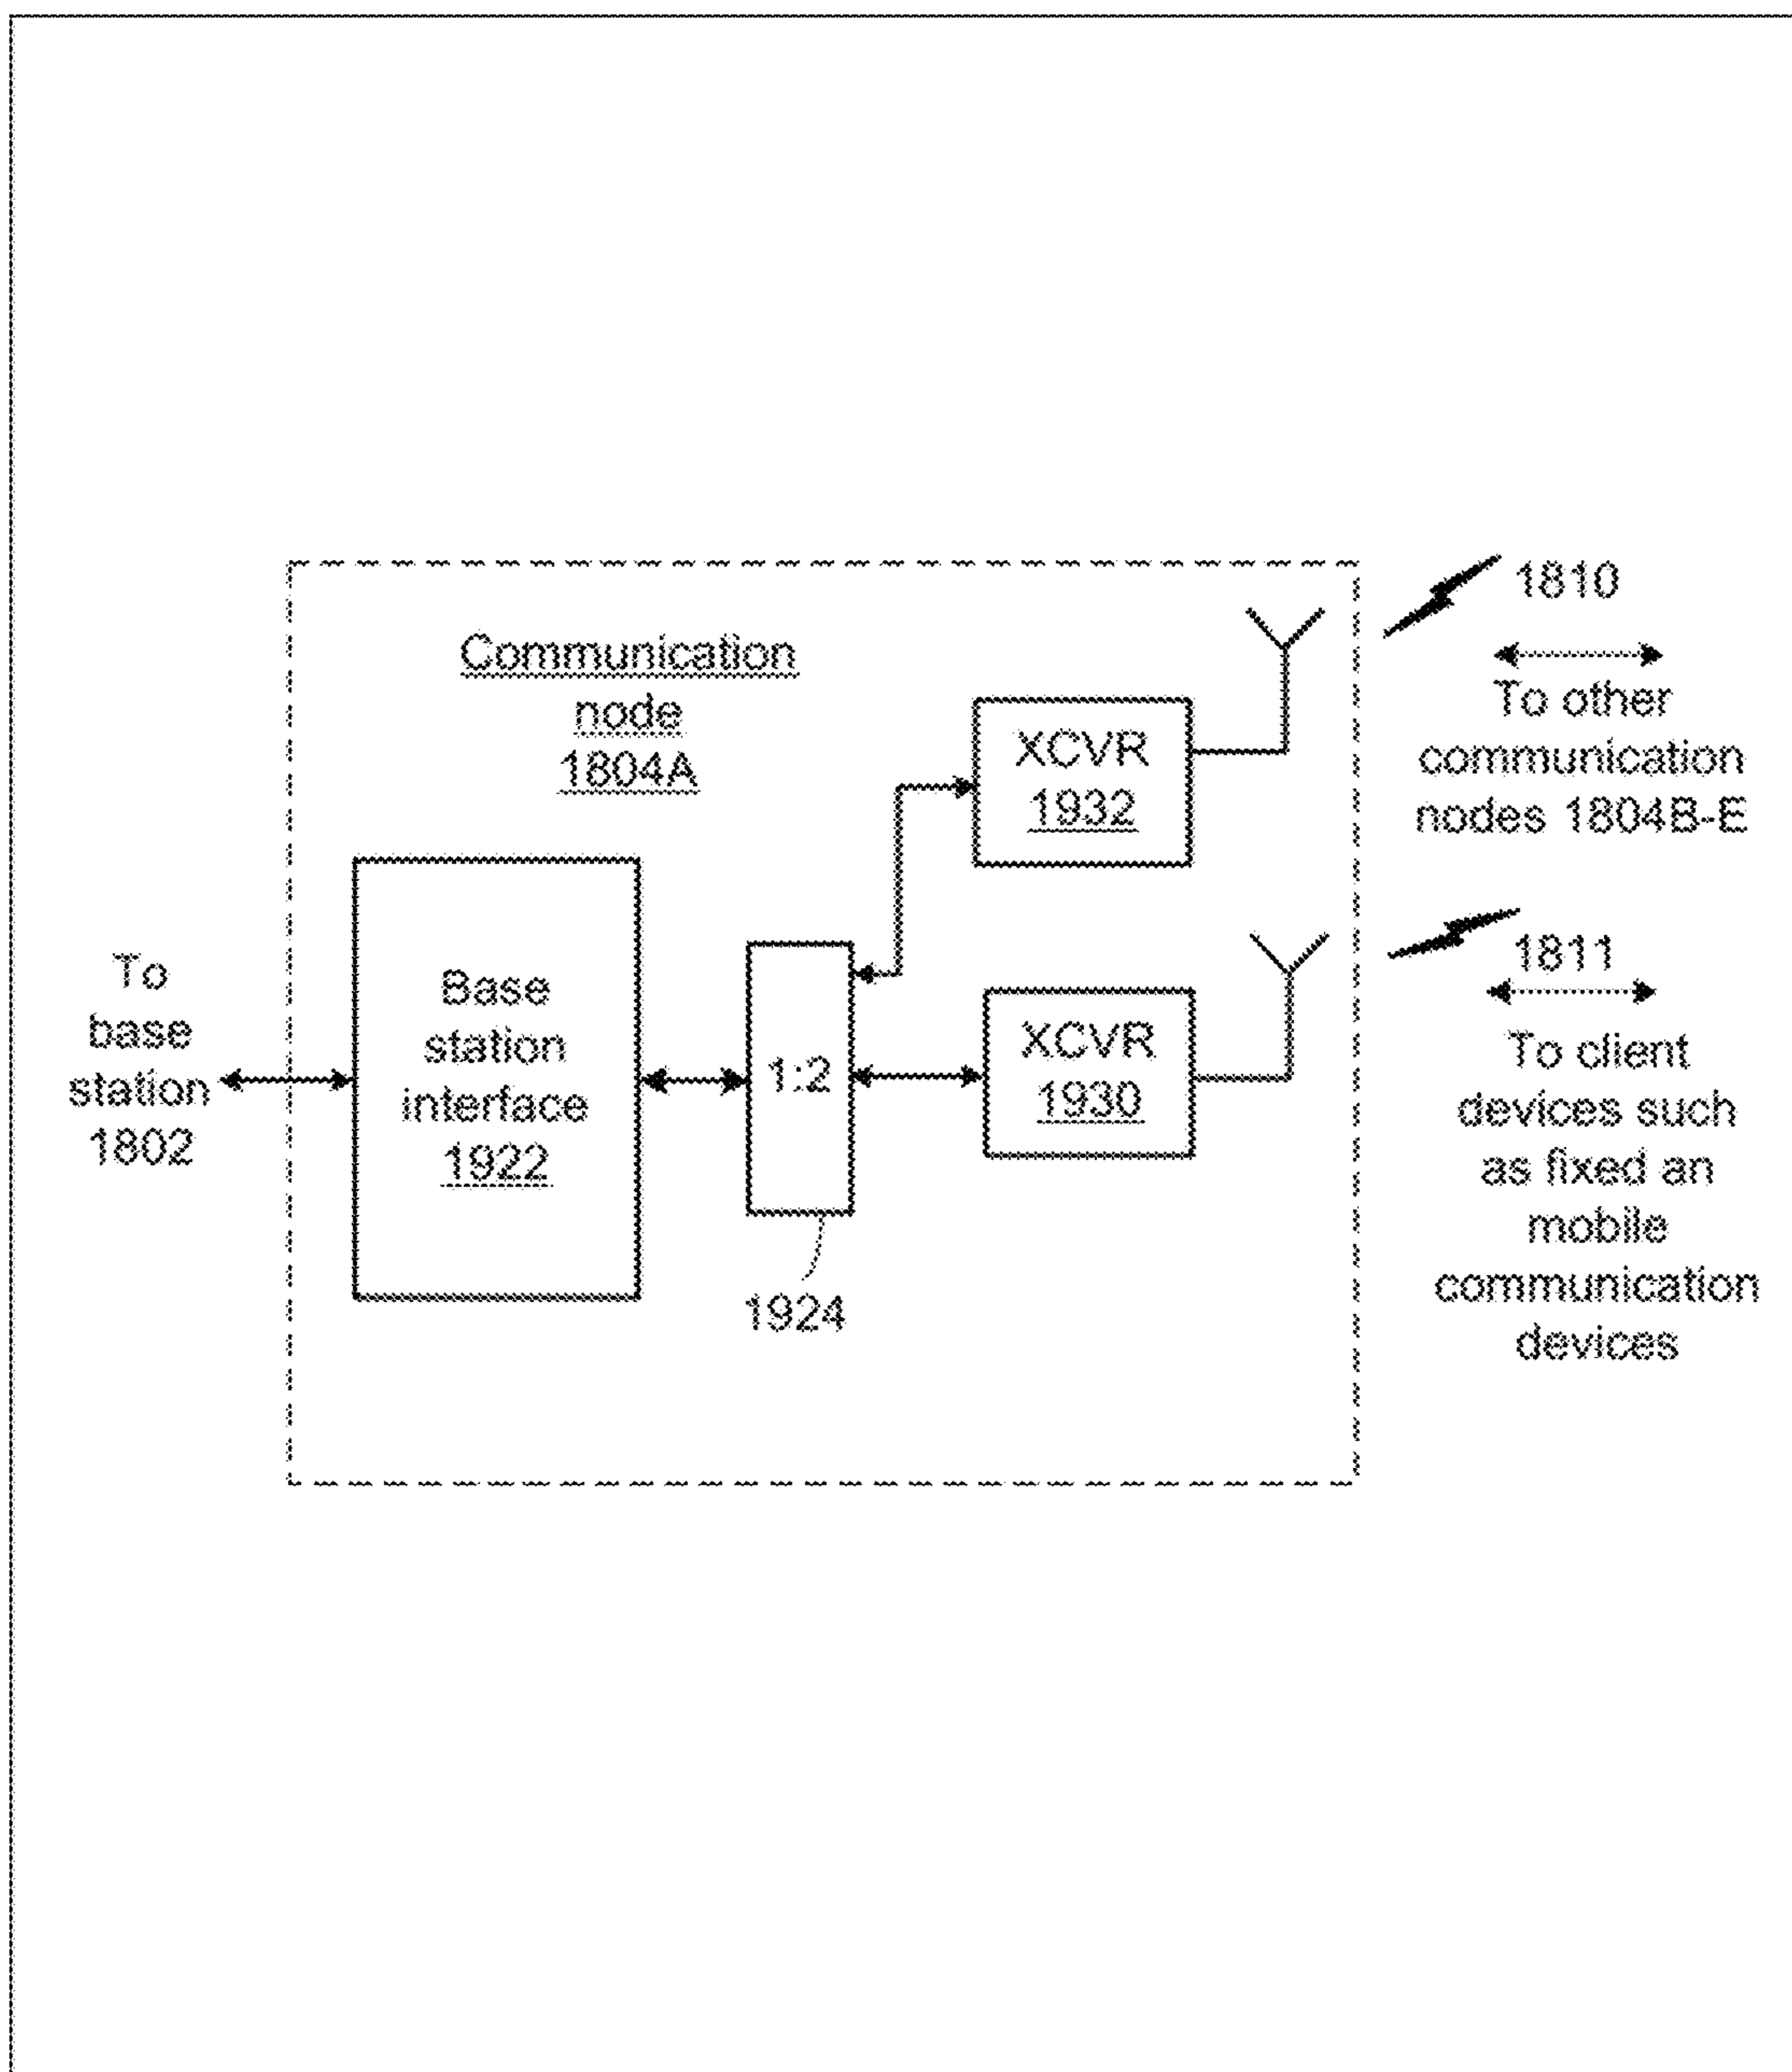 Communication
node
1804A
To
base
station
1802
Base
station
interface
1922
1:2
1924
XCVR
1932
XCVR
1930
1810
To other
communication
nodes 1804B-E
1811
To client
devices such
as fixed an
mobile
communication
devices